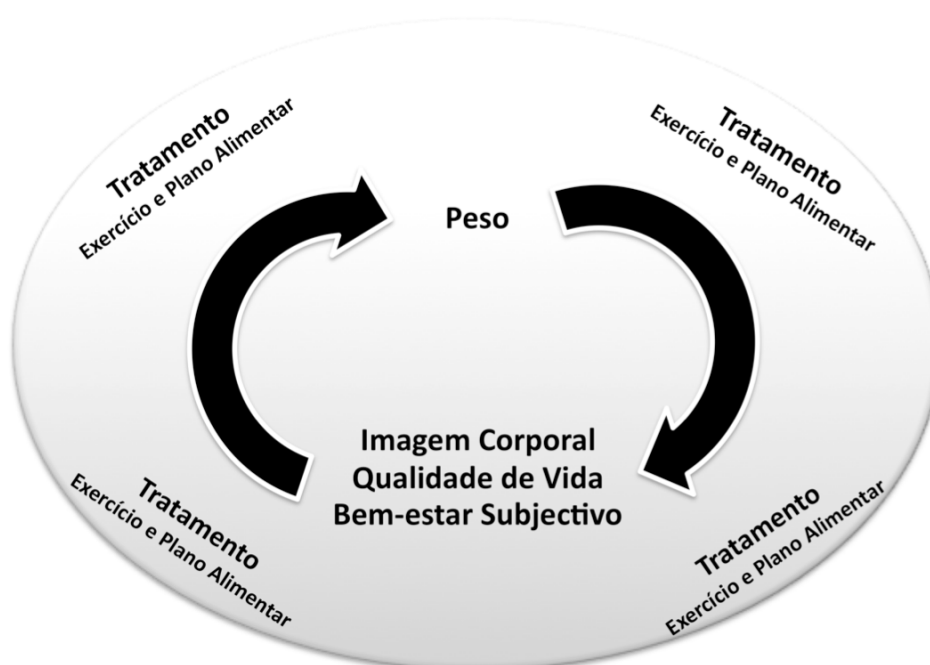 Tratamento
Exercício e Plano Alimentar
Tratamento
Exercício e Plano Alimentar
Peso
Imagem Corporal
Qualidade de Vida
Bem-estar Subjectivo
Tratamento
Exercício e Plano Alimentar
Tratamento
Exercício e Plano Alimentar